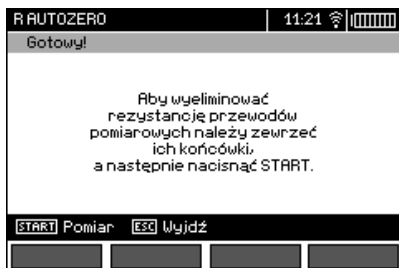 R AUTOZERO 11:21
Gotowy!
Aby wyeliminować
rezystancję przewodów
pomiarowych należy zewrzeć
ich końcówki,
a następnie nacisnąć START.
START Pomiar ESC Wyjdź